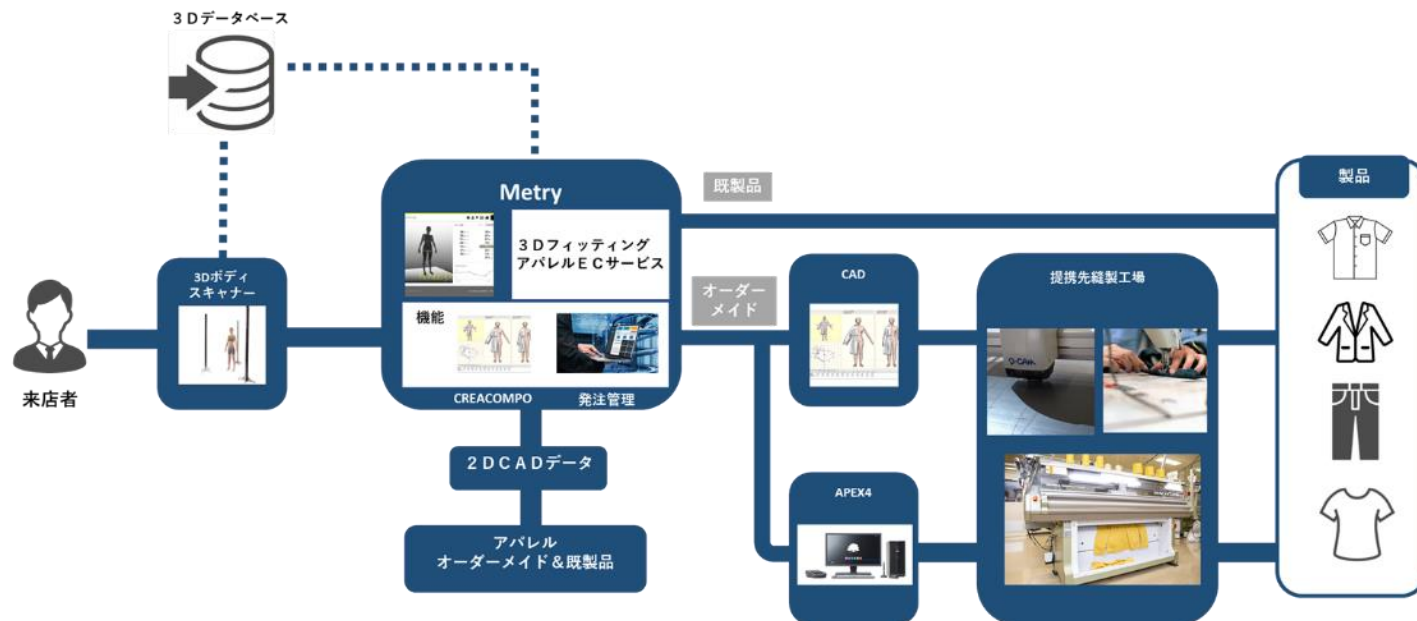 ３Dデータベース
Metry
３Dフィッティング
アパレルＥＣサービス
機能
CREACOMPO
発注管理
3Dボディ
スキャナー
来店者
２ＤＣＡＤデータ
アパレル
オーダーメイド＆既製品
既製品
オーダー
メイド
CAD
APEX4
提携先縫製工場
製品